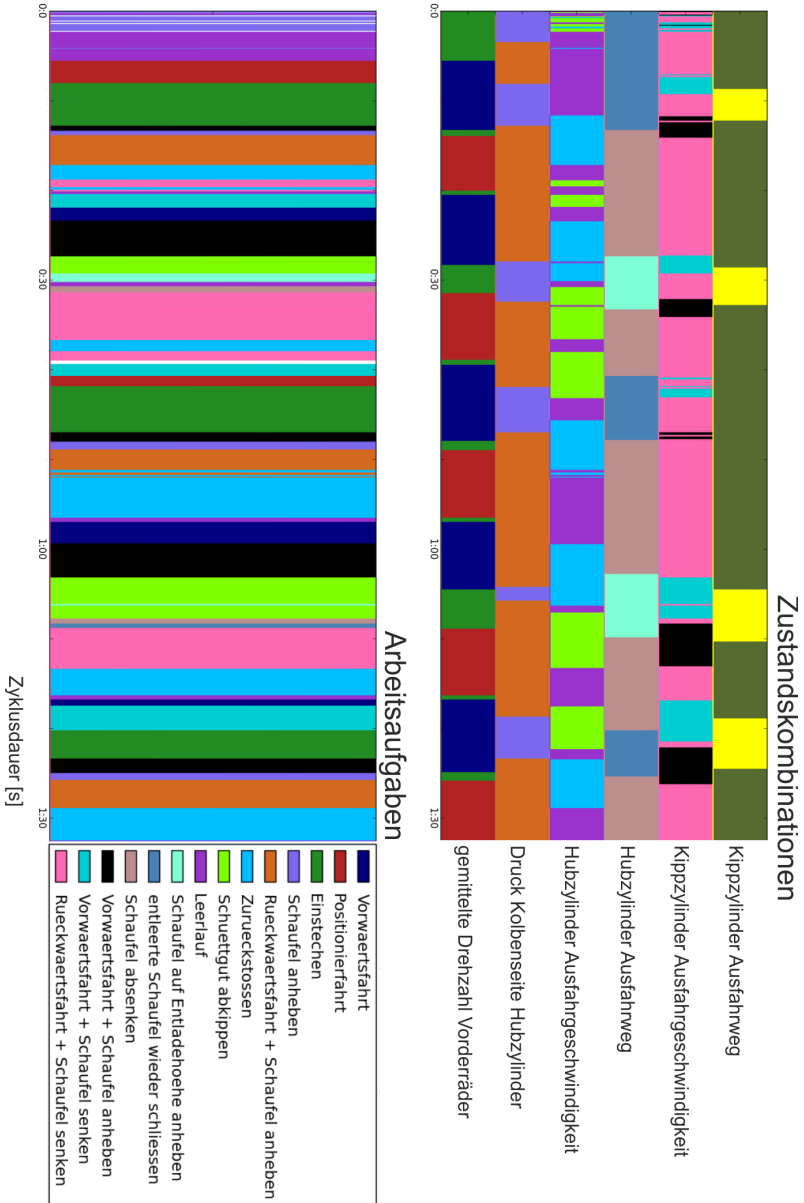 Zustandskombinationen
Kippzylinder Ausfahrweg
Kippzylinder Ausfahrgeschwindigkeit
Hubzylinder Ausfahrweg
Hubzylinder Ausfahrgeschwindigkeit
Druck Kolbenseite Hubzylinder
gemittelte Drehzahl Vorderräder
Arbeitsaufgaben
0:0
0:30
1:00
1:30
0:0
0:30
1:00
1:30
Zyklusdauer [s]
Vorwaertsfahrt
Positionierfahrt
Einstechen
Schaufel anheben
Rueckwaertsfahrt + Schaufel anheben
Zurueckstossen
Schuettgut abkippen
Leerlauf
Schaufel auf Entladehoehe anheben
entleerte Schaufel wieder schliessen
Schaufel absenken
Vorwaertsfahrt + Schaufel anheben
Vorwaertsfahrt + Schaufel senken
Rueckwaertsfahrt + Schaufel senken